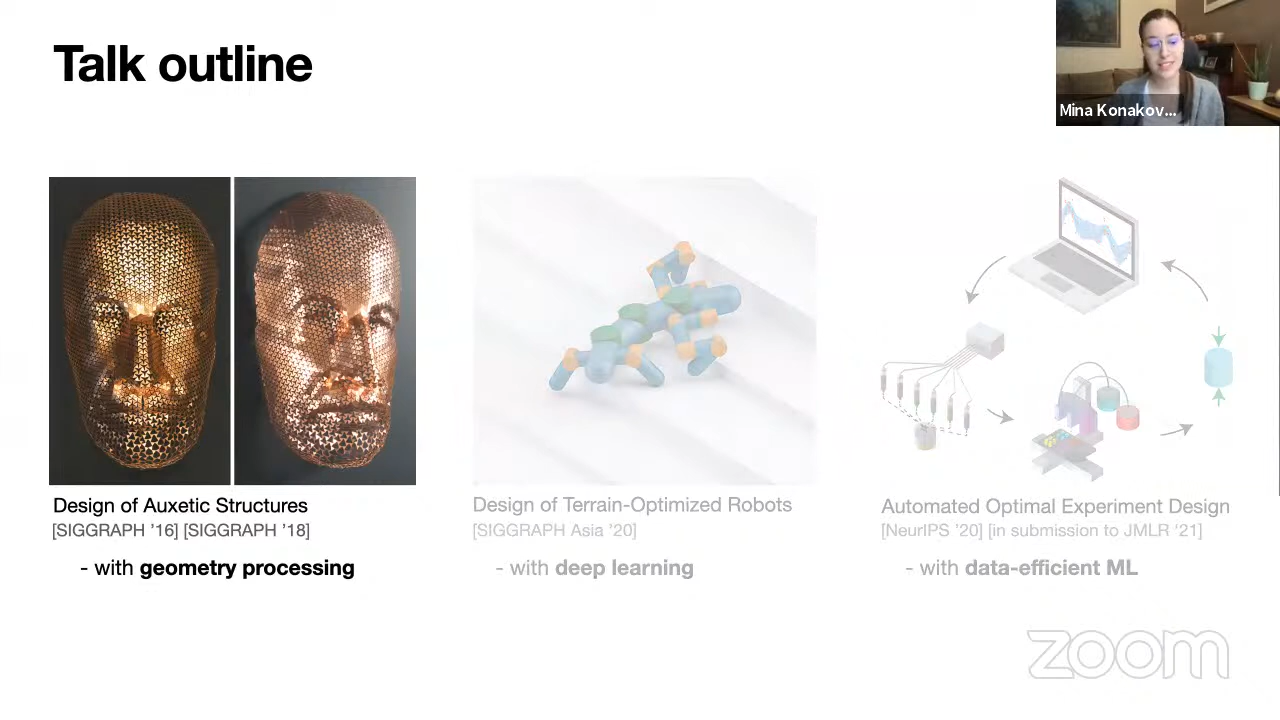 Talk outline
Mina Konakov...
Design of Auxetic Structures
[SIGGRAPH ’16] [SIGGRAPH ’18]
- with geometry processing
Design of Terrain-Optimized Robots
[SIGGRAPH Asia ’20]
- with deep learning
Automated Optimal Experiment Design
[NeurIPS ’20] [in submission to JMLR ’21]
- with data-efficient ML
zoom